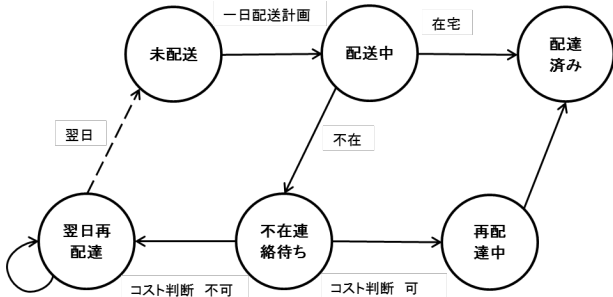 一日配送計画
在宅
未配送
配送中
配達
済み
翌日
不在
翌日再
配達
不在連
絡待ち
再配
達中
コスト判断 不可
コスト判断 可